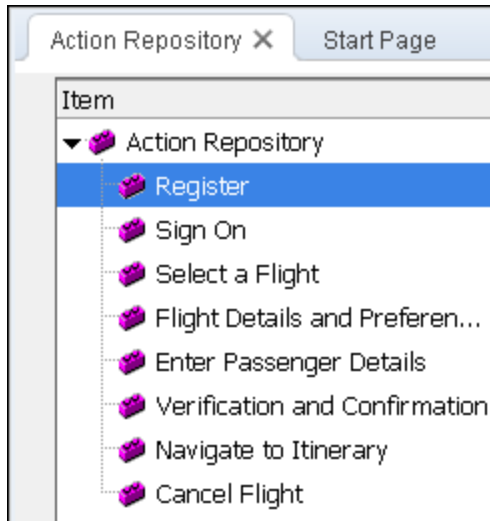 Action Repository Start Page
Item
Action Repository
Register
Sign On
Select a Flight
Flight Details and Preferen...
Enter Passenger Details
Verification and Confirmation
Navigate to Itinerary
Cancel Flight